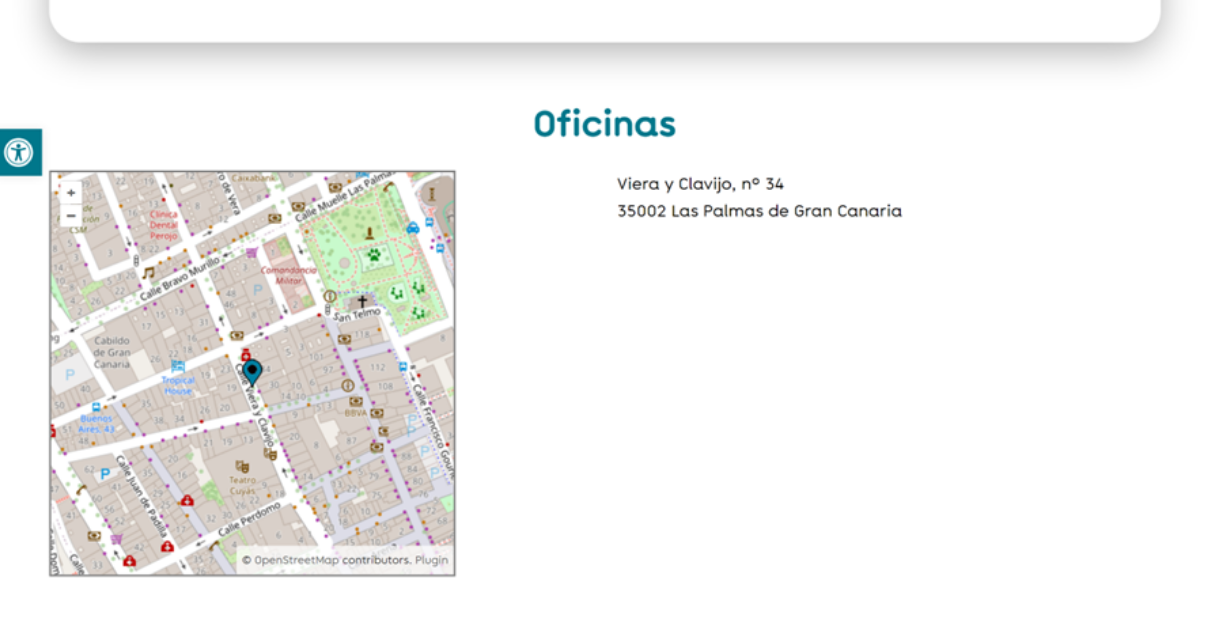 Oficinas
Viera y Clavijo, nº 34
35002 Las Palmas de Gran Canaria
+
−
Caixabank
Calle Muelle Las Palmas
CSM
Clínica
Dental
Perojo
Comandancia
Militar
Calle Bravo Murillo
San Telmo
Cabildo
de Gran
Canaria
Tropical
House
Buenos
Aires, 43
Calle Viera y Clavijo
BBVA
Teatro
Cuyás
Calle Juan de Padilla
Calle Perdomo
Calle Francisco Gourié
© OpenStreetMap contributors. Plugin